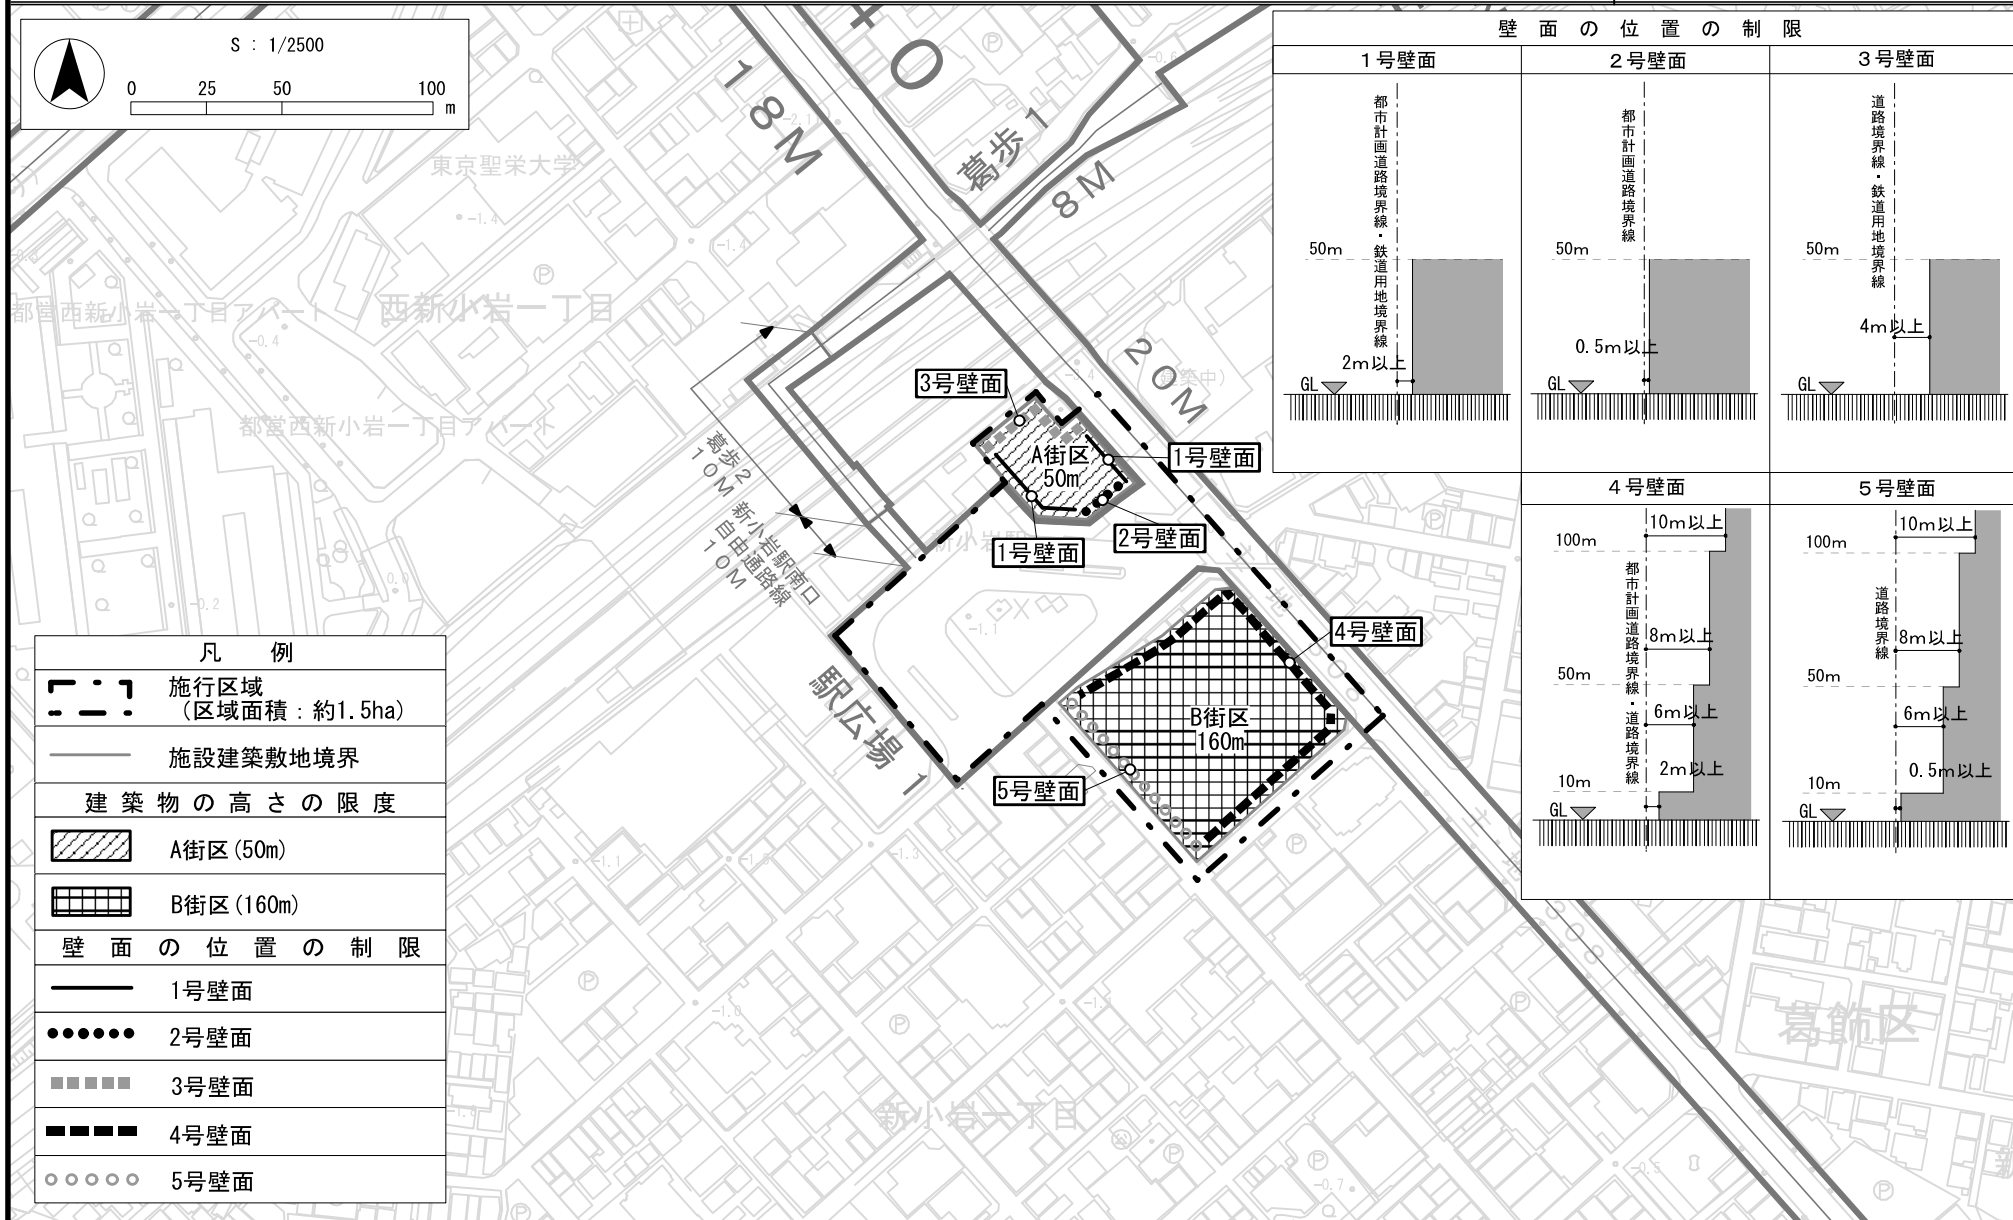 S : 1/2500
0 25 50 100
m
凡 例
施行区域
(区域面積：約1.5ha)
施設建築敷地境界
建築物の高さの限度
A街区(50m)
B街区(160m)
壁面の位置の制限
1号壁面
2号壁面
3号壁面
4号壁面
5号壁面
東京聖栄大学
西新小岩一丁目
都営西新小岩一丁目アパート
都営西新小岩一丁目アパート
18M
40
葛歩1
8M
20M
葛歩2
10M
新小岩駅南口
自由通路線
10M
駅広場 1
3号壁面
A街区
50m
1号壁面
2号壁面
1号壁面
4号壁面
B街区
160m
5号壁面
新小岩一丁目
葛飾区
壁面の位置の制限
1号壁面
都市計画道路境界線・鉄道用地境界線
50m
2m以上
GL
2号壁面
都市計画道路境界線
50m
0.5m以上
GL
3号壁面
道路境界線・鉄道用地境界線
50m
4m以上
GL
4号壁面
10m以上
100m
都市計画道路境界線・道路境界線
8m以上
50m
6m以上
10m
2m以上
GL
5号壁面
10m以上
100m
道路境界線
8m以上
50m
6m以上
10m
0.5m以上
GL